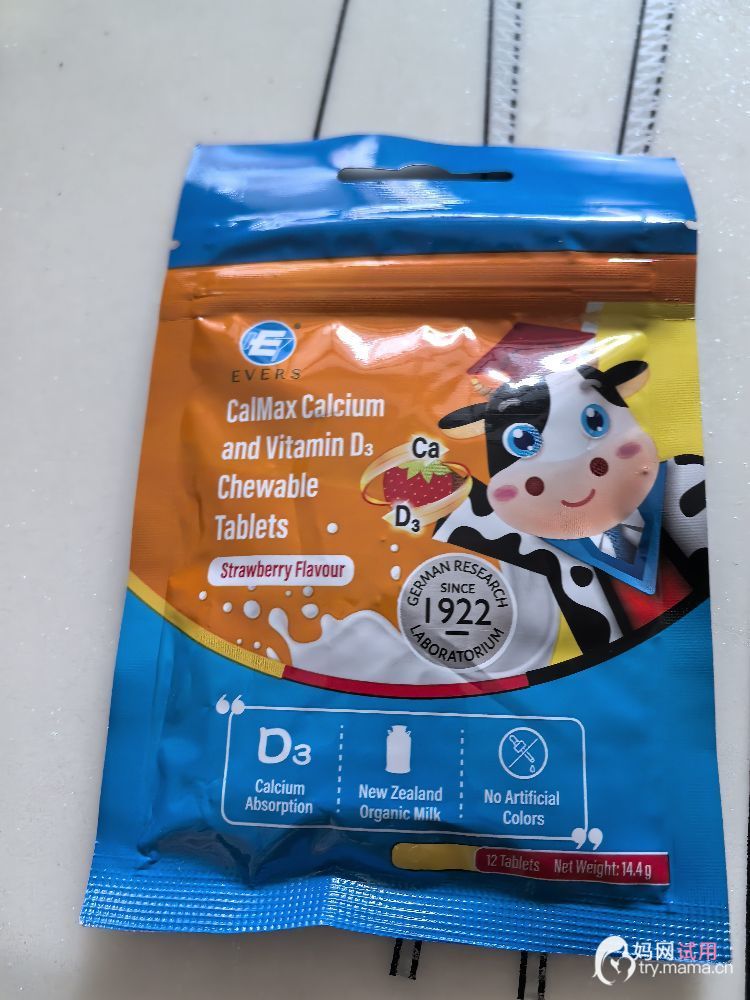 E
EVERS
CalMax Calcium
and Vitamin D₃
Chewable
Tablets
Strawberry Flavour
Ca
D₃
GERMAN RESEARCH
SINCE
1922
LABORATORIUM
D₃
Calcium
Absorption
New Zealand
Organic Milk
No Artificial
Colors
12 Tablets Net Weight: 14.4g
妈网试用
try.mama.cn